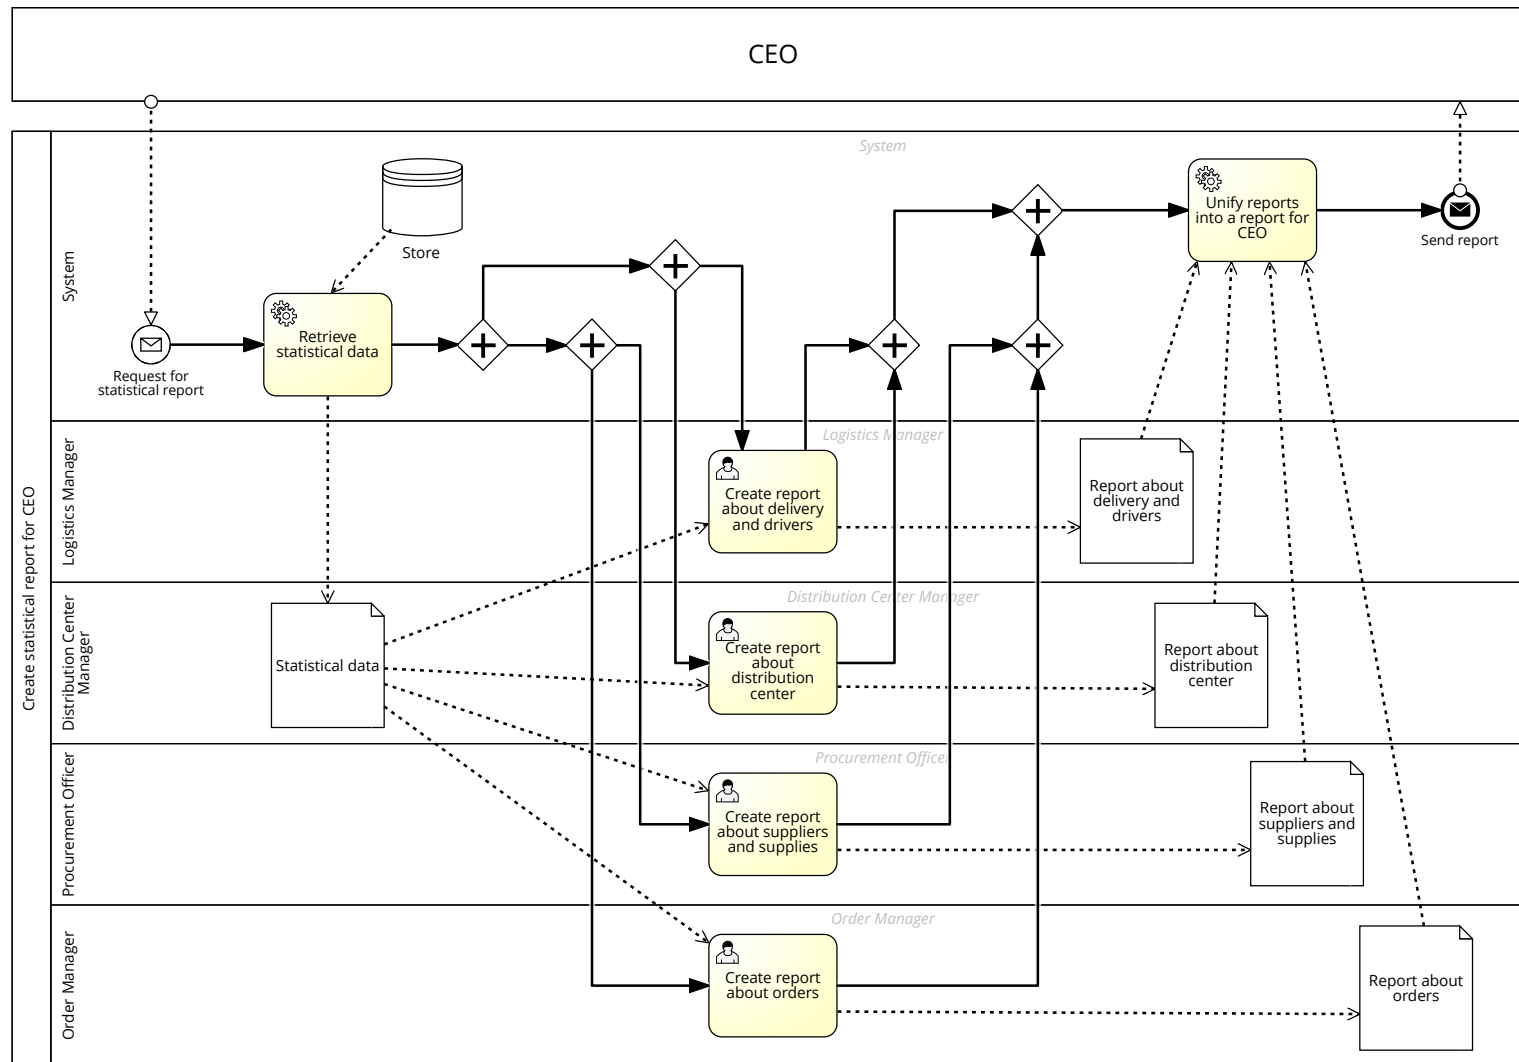 CEO
Create statistical report for CEO
System
System
Store
Request for
statistical report
Retrieve
statistical data
Unify reports
into a report for
CEO
Send report
Logistics Manager
Logistics Manager
Create report
about delivery
and drivers
Report about
delivery and
drivers
Distribution Center
Manager
Distribution Center Manager
Statistical data
Create report
about
distribution
center
Report about
distribution
center
Procurement Officer
Procurement Officer
Create report
about suppliers
and supplies
Report about
suppliers and
supplies
Order Manager
Order Manager
Create report
about orders
Report about
orders